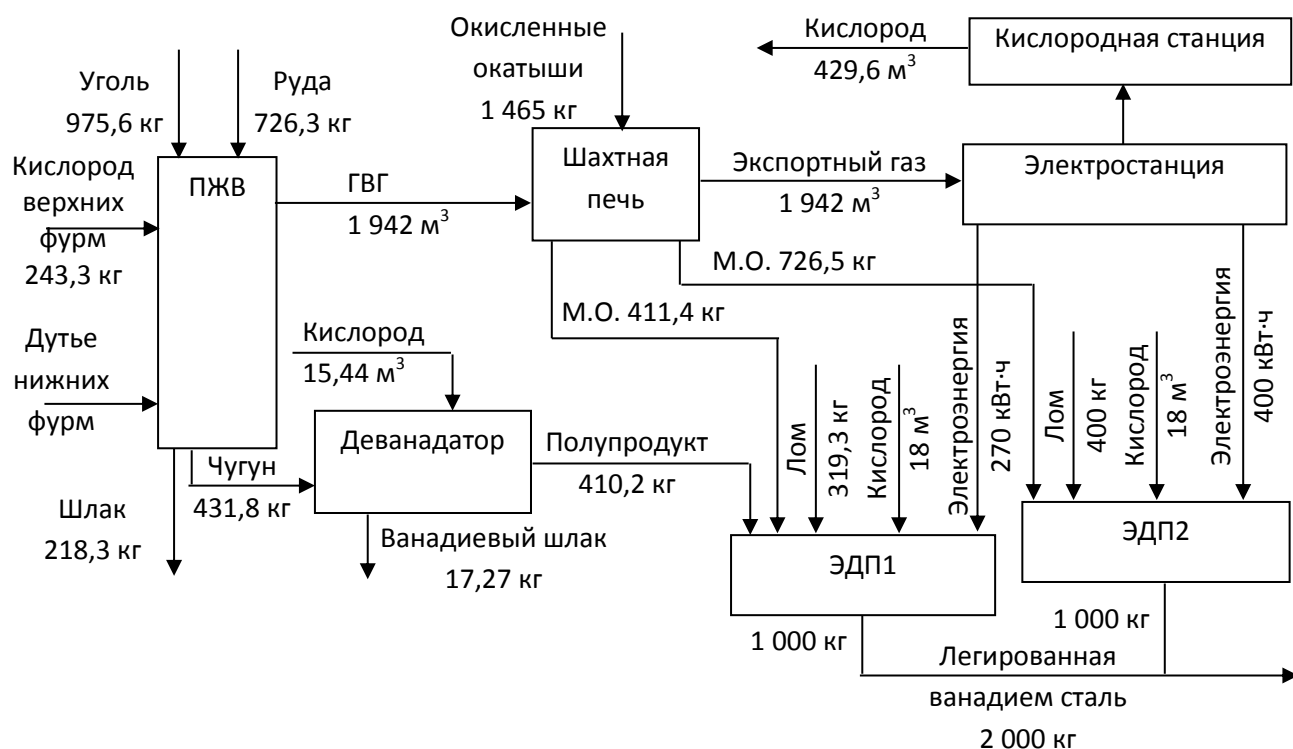 Уголь
975,6 кг
Руда
726,3 кг
Окисленные
окатыши
1 465 кг
Кислород
429,6 м³
Кислородная станция
Кислород
верхних
фурм
243,3 кг
ПЖВ
ГВГ
1 942 м³
Шахтная
печь
Экспортный газ
1 942 м³
Электростанция
М.О. 726,5 кг
М.О. 411,4 кг
Дутье
нижних
фурм
Кислород
15,44 м³
Деванадатор
Полупродукт
410,2 кг
Чугун
431,8 кг
Шлак
218,3 кг
Ванадиевый шлак
17,27 кг
Лом
319,3 кг
Кислород
18 м³
Электроэнергия
270 кВт·ч
Лом
400 кг
Кислород
18 м³
Электроэнергия
400 кВт·ч
ЭДП1
ЭДП2
1 000 кг
1 000 кг
Легированная
ванадием сталь
2 000 кг